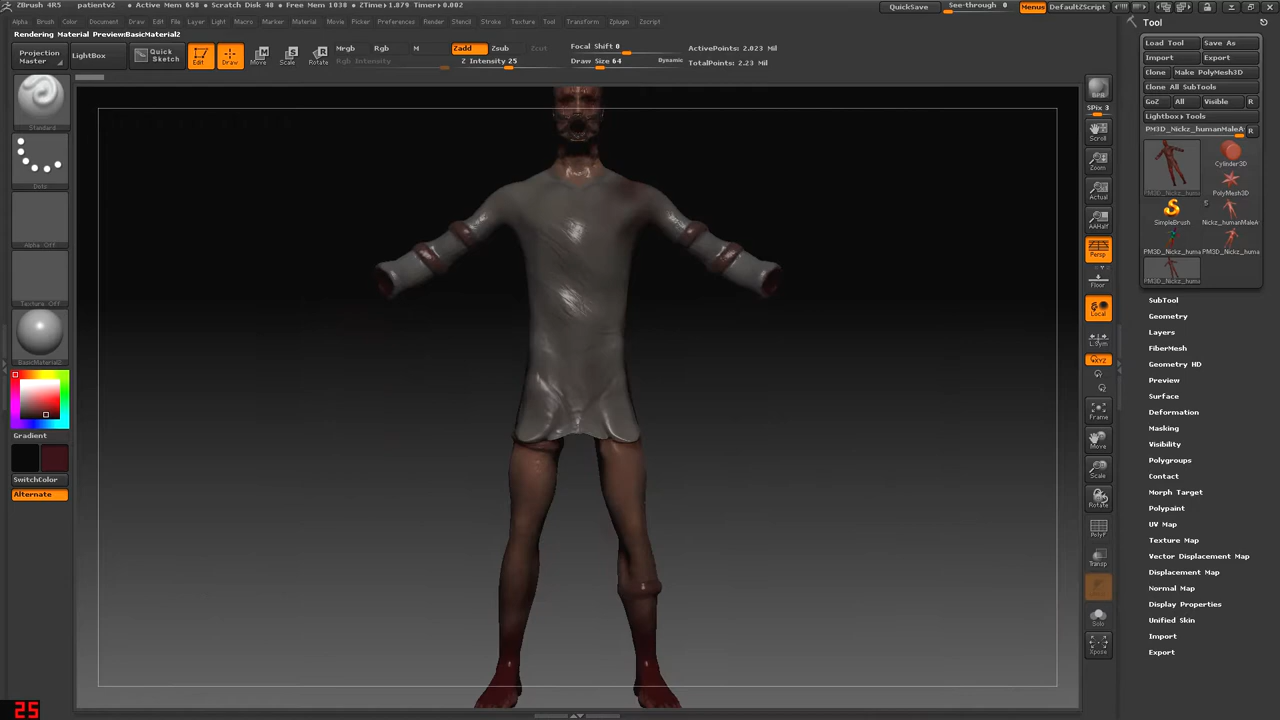 ZBrush 4R5 patientv2 • Active Mem 658 • Scratch Disk 48 • Free Mem 1038 • ZTime▸1.879 Timer▸0.002
QuickSave See-through 0 Menus DefaultZScript
Alpha Brush Color Document Draw Edit File Layer Light Macro Marker Material Movie Picker Preferences Render Stencil Stroke Texture Tool Transform Zplugin Zscript
Rendering Material Preview:BasicMaterial2
Projection
Master
LightBox
Quick
Sketch
Edit
Draw
Move
Scale
Rotate
Mrgb Rgb M
Rgb Intensity
Zadd Zsub Zcut
Z Intensity 25
Focal Shift 0
Draw Size 64
Dynamic
ActivePoints: 2.023 Mil
TotalPoints: 2.23 Mil
Standard
Dots
Alpha Off
Texture Off
BasicMaterial2
Gradient
SwitchColor
Alternate
25
BPR
SPix 3
Scroll
Zoom
Actual
AAHalf
Persp
Floor
Local
L.Sym
XYZ
Frame
Move
Scale
Rotate
PolyF
Transp
Solo
Xpose
Tool
Load Tool Save As
Import Export
Clone Make PolyMesh3D
Clone All SubTools
GoZ All Visible R
Lightbox▸Tools
PM3D_Nickz_humanMaleA R
PM3D_Nickz_huma
Cylinder3D
PolyMesh3D
SimpleBrush
Nickz_humanMaleA
PM3D_Nickz_huma
PM3D_Nickz_huma
PM3D_Nickz_huma
SubTool
Geometry
Layers
FiberMesh
Geometry HD
Preview
Surface
Deformation
Masking
Visibility
Polygroups
Contact
Morph Target
Polypaint
UV Map
Texture Map
Vector Displacement Map
Displacement Map
Normal Map
Display Properties
Unified Skin
Import
Export